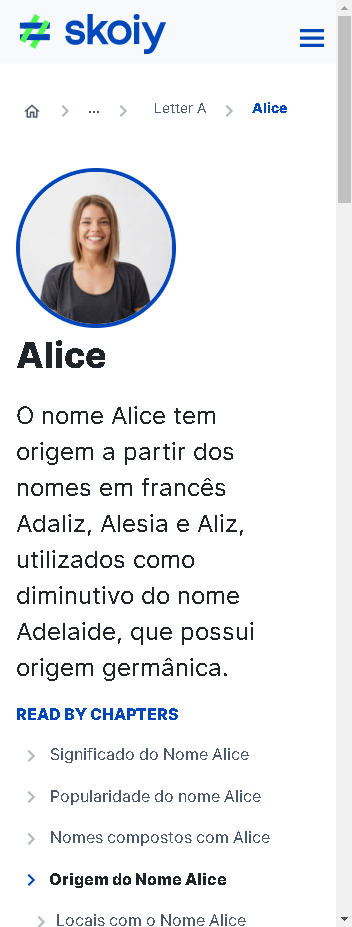 skoiy
... Letter A Alice
Alice
O nome Alice tem
origem a partir dos
nomes em francês
Adaliz, Alesia e Aliz,
utilizados como
diminutivo do nome
Adelaide, que possui
origem germânica.
READ BY CHAPTERS
Significado do Nome Alice
Popularidade do nome Alice
Nomes compostos com Alice
Origem do Nome Alice
Locais com o Nome Alice